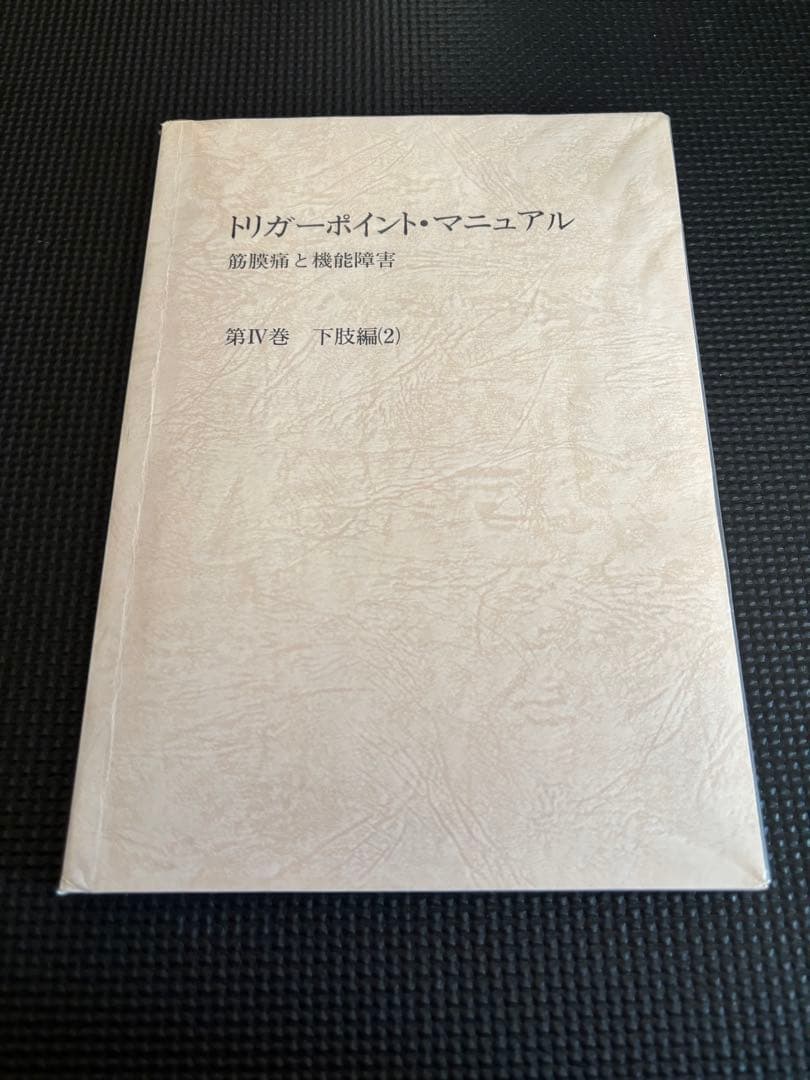 トリガーポイント・マニュアル
筋膜痛と機能障害
第Ⅳ巻　下肢編⑵